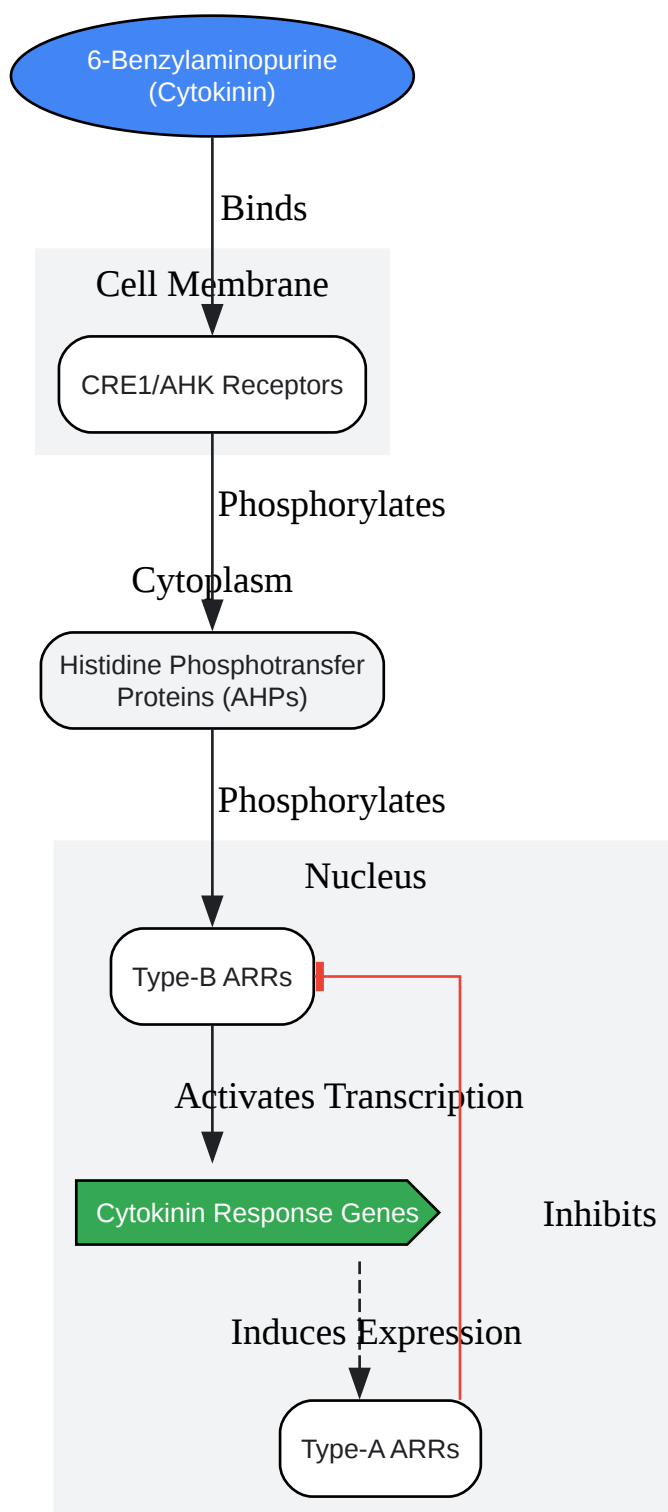 6-Benzylaminopurine
(Cytokinin)
Binds
Cell Membrane
CRE1/AHK Receptors
Phosphorylates
Cytoplasm
Histidine Phosphotransfer
Proteins (AHPs)
Phosphorylates
Nucleus
Type-B ARRs
Activates Transcription
Cytokinin Response Genes
Inhibits
Induces Expression
Type-A ARRs